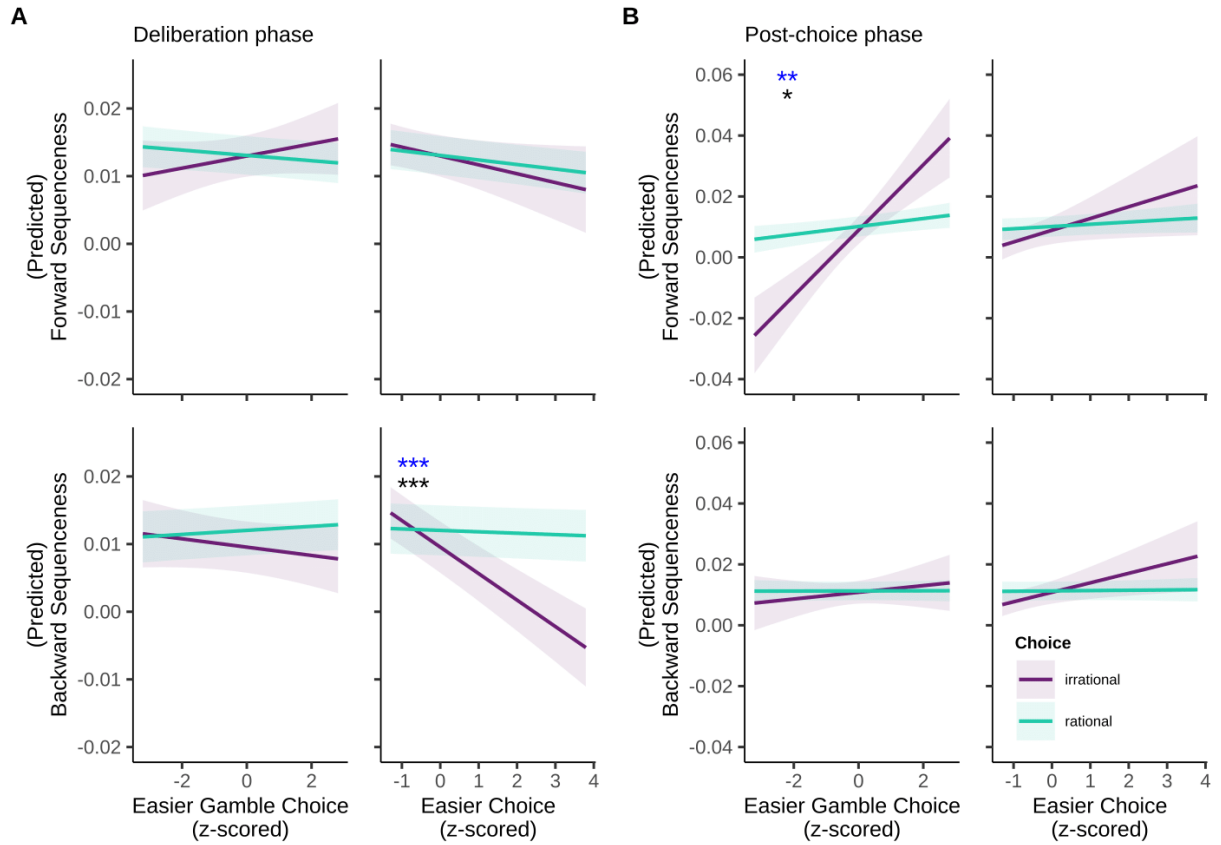 A
Deliberation phase
(Predicted)
Forward Sequenceness
0.02
0.01
0.00
-0.01
-0.02
(Predicted)
Backward Sequenceness
0.02
0.01
0.00
-0.01
-0.02
***
***
-2 0 2
Easier Gamble Choice
(z-scored)
-1 0 1 2 3 4
Easier Choice
(z-scored)
B
Post-choice phase
(Predicted)
Forward Sequenceness
0.06
0.04
0.02
0.00
-0.02
-0.04
**
*
(Predicted)
Backward Sequenceness
0.06
0.04
0.02
0.00
-0.02
-0.04
Choice
irrational
rational
-2 0 2
Easier Gamble Choice
(z-scored)
-1 0 1 2 3 4
Easier Choice
(z-scored)